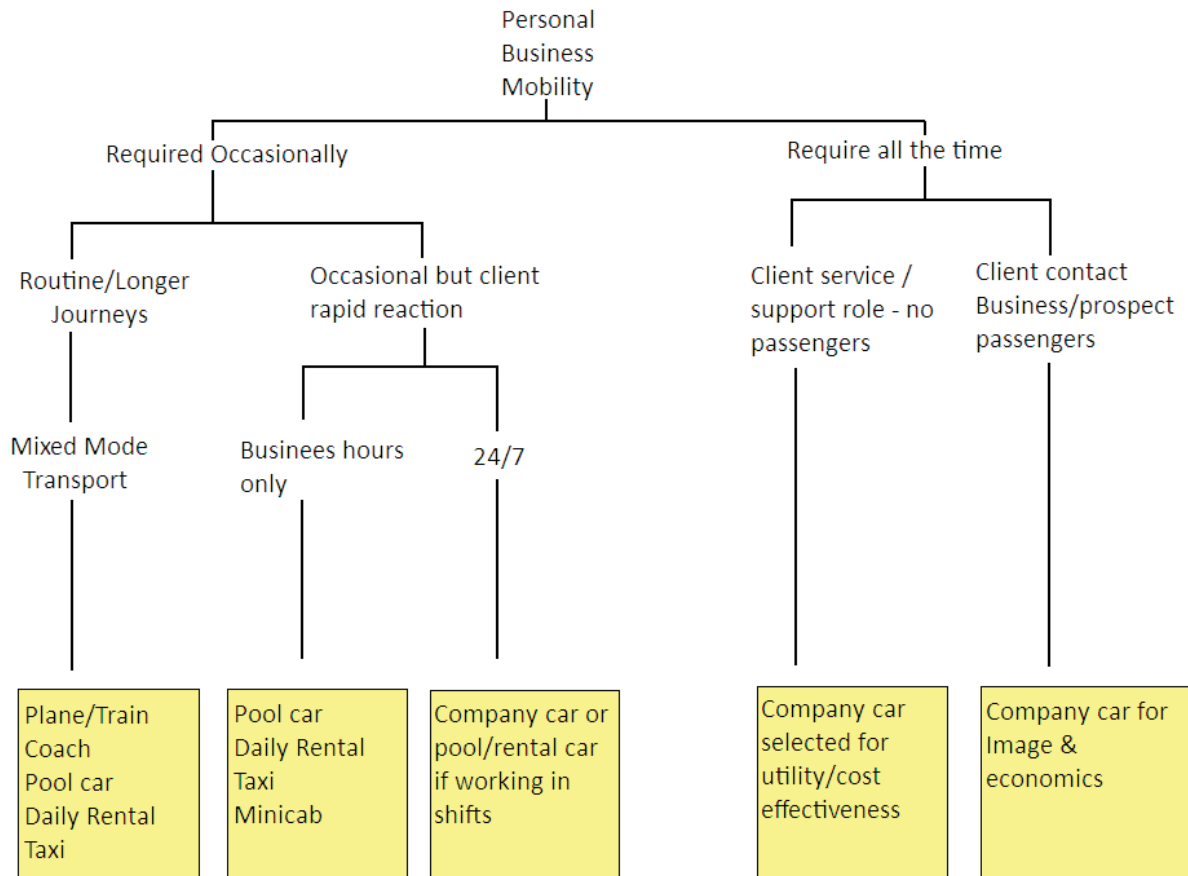 Personal
Business
Mobility
Required Occasionally
Require all the time
Routine/Longer
Journeys
Occasional but client
rapid reaction
Client service /
support role - no
passengers
Client contact
Business/prospect
passengers
Mixed Mode
Transport
Businees hours
only
24/7
Plane/Train
Coach
Pool car
Daily Rental
Taxi
Pool car
Daily Rental
Taxi
Minicab
Company car or
pool/rental car
if working in
shifts
Company car
selected for
utility/cost
effectiveness
Company car for
Image &
economics